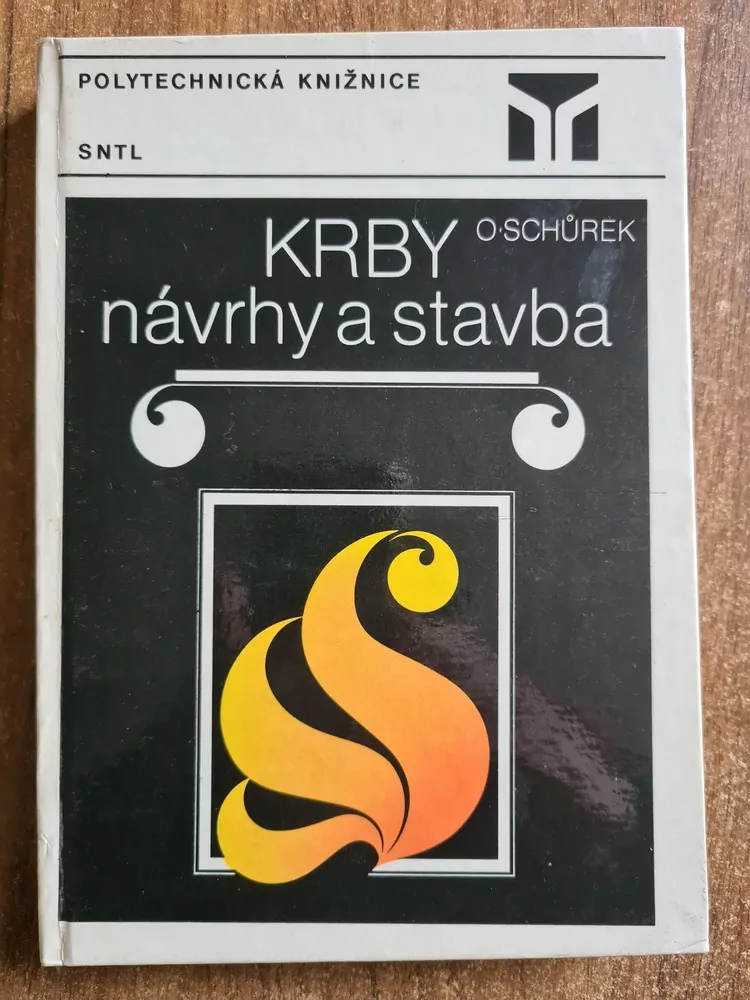 POLYTECHNICKÁ KNIŽNICE
SNTL
KRBY O·SCHŮREK
návrhy a stavba